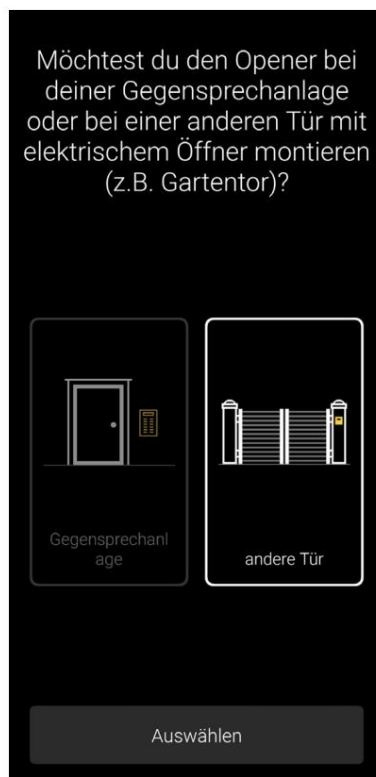 Möchtest du den Opener bei
deiner Gegensprechanlage
oder bei einer anderen Tür mit
elektrischem Öffner montieren
(z.B. Gartentor)?
Gegensprechanl
age
andere Tür
Auswählen